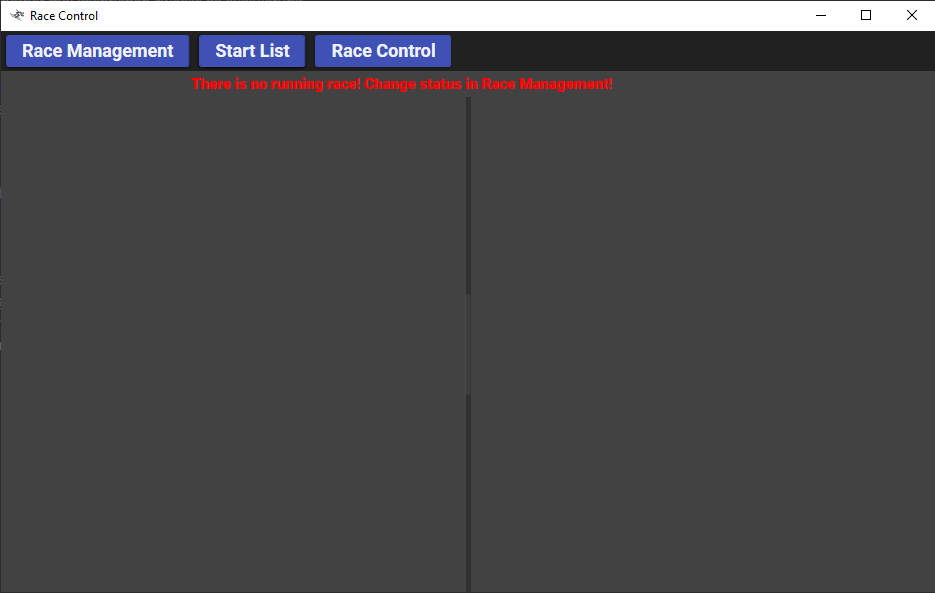 Race Control
Race Management Start List Race Control
There is no running race! Change status in Race Management!